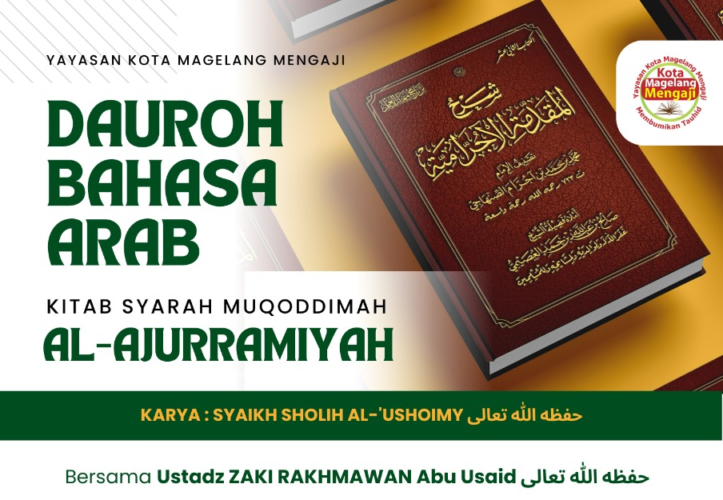 YAYASAN KOTA MAGELANG MENGAJI
DAUROH
BAHASA
ARAB
KITAB SYARAH MUQODDIMAH
AL-AJURRAMIYAH
شرح
المقدمة الآجرامية
Yayasan Kota Magelang Mengaji
Kota
Magelang
Mengaji
Membumikan Tauhid
KARYA : SYAIKH SHOLIH AL-'USHOIMY حفظه الله تعالى
Bersama Ustadz ZAKI RAKHMAWAN Abu Usaid حفظه الله تعالى